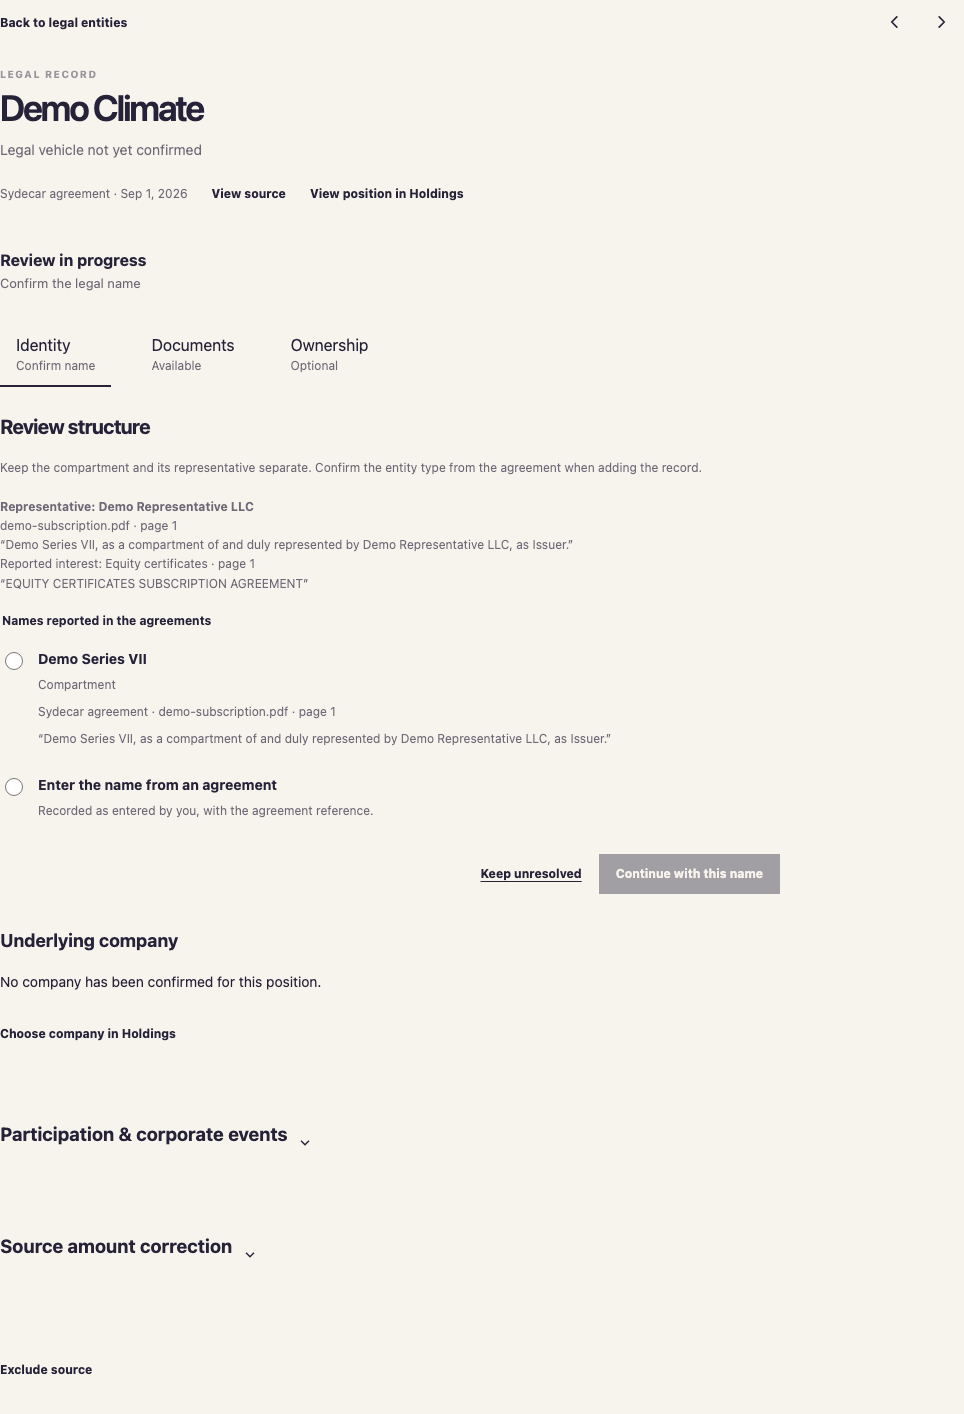 Back to legal entities
LEGAL RECORD
Demo Climate
Legal vehicle not yet confirmed
Sydecar agreement · Sep 1, 2026 View source View position in Holdings
Review in progress
Confirm the legal name
Identity Documents Ownership
Confirm name Available Optional
Review structure
Keep the compartment and its representative separate. Confirm the entity type from the agreement when adding the record.
Representative: Demo Representative LLC
demo-subscription.pdf · page 1
“Demo Series VII, as a compartment of and duly represented by Demo Representative LLC, as Issuer.”
Reported interest: Equity certificates · page 1
“EQUITY CERTIFICATES SUBSCRIPTION AGREEMENT”
Names reported in the agreements
Demo Series VII
Compartment
Sydecar agreement · demo-subscription.pdf · page 1
“Demo Series VII, as a compartment of and duly represented by Demo Representative LLC, as Issuer.”
Enter the name from an agreement
Recorded as entered by you, with the agreement reference.
Keep unresolved Continue with this name
Underlying company
No company has been confirmed for this position.
Choose company in Holdings
Participation & corporate events
Source amount correction
Exclude source